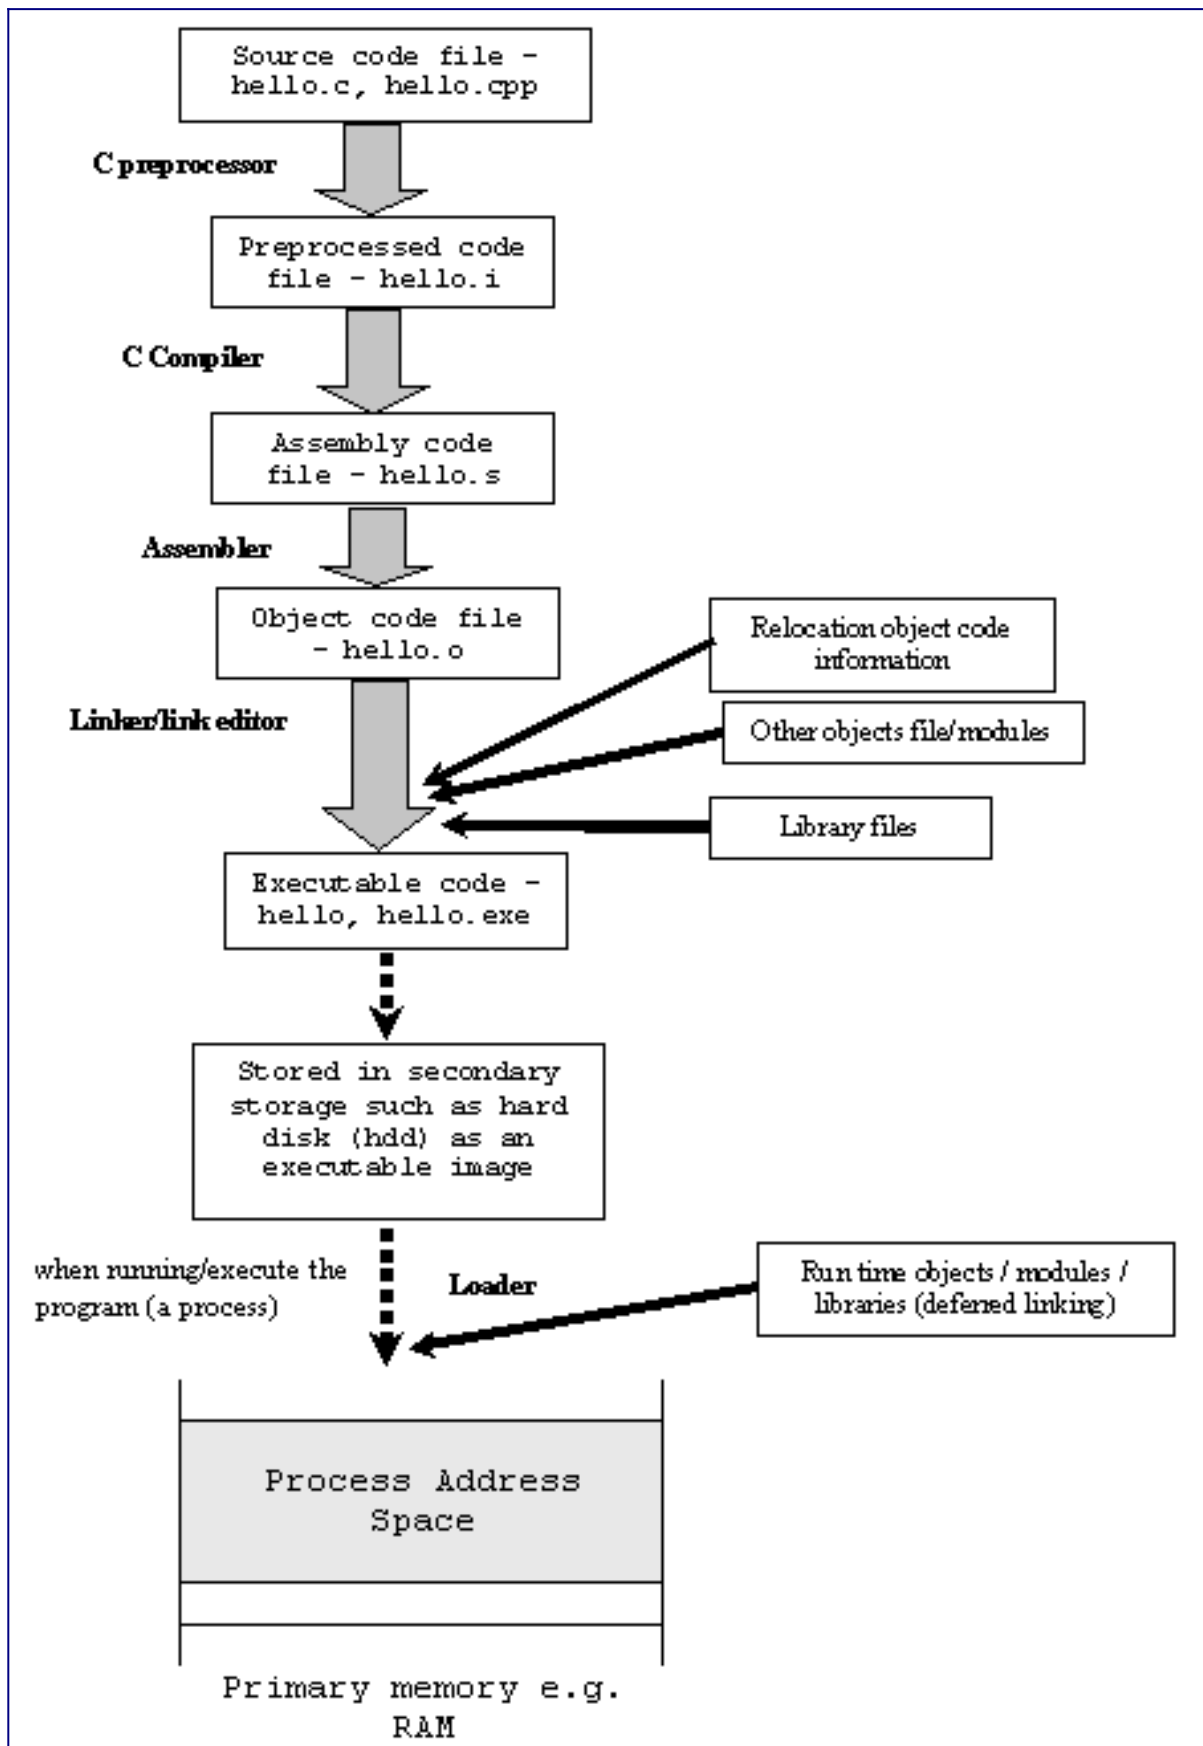 Source code file -
hello.c, hello.cpp
C preprocessor
Preprocessed code
file - hello.i
C Compiler
Assembly code
file - hello.s
Assembler
Object code file
- hello.o
Relocation object code
information
Linker/link editor
Other objects file/modules
Library files
Executable code -
hello, hello.exe
Stored in secondary
storage such as hard
disk (hdd) as an
executable image
when running/execute the
program (a process)
Loader
Run time objects / modules /
libraries (deferred linking)
Process Address
Space
Primary memory e.g.
RAM